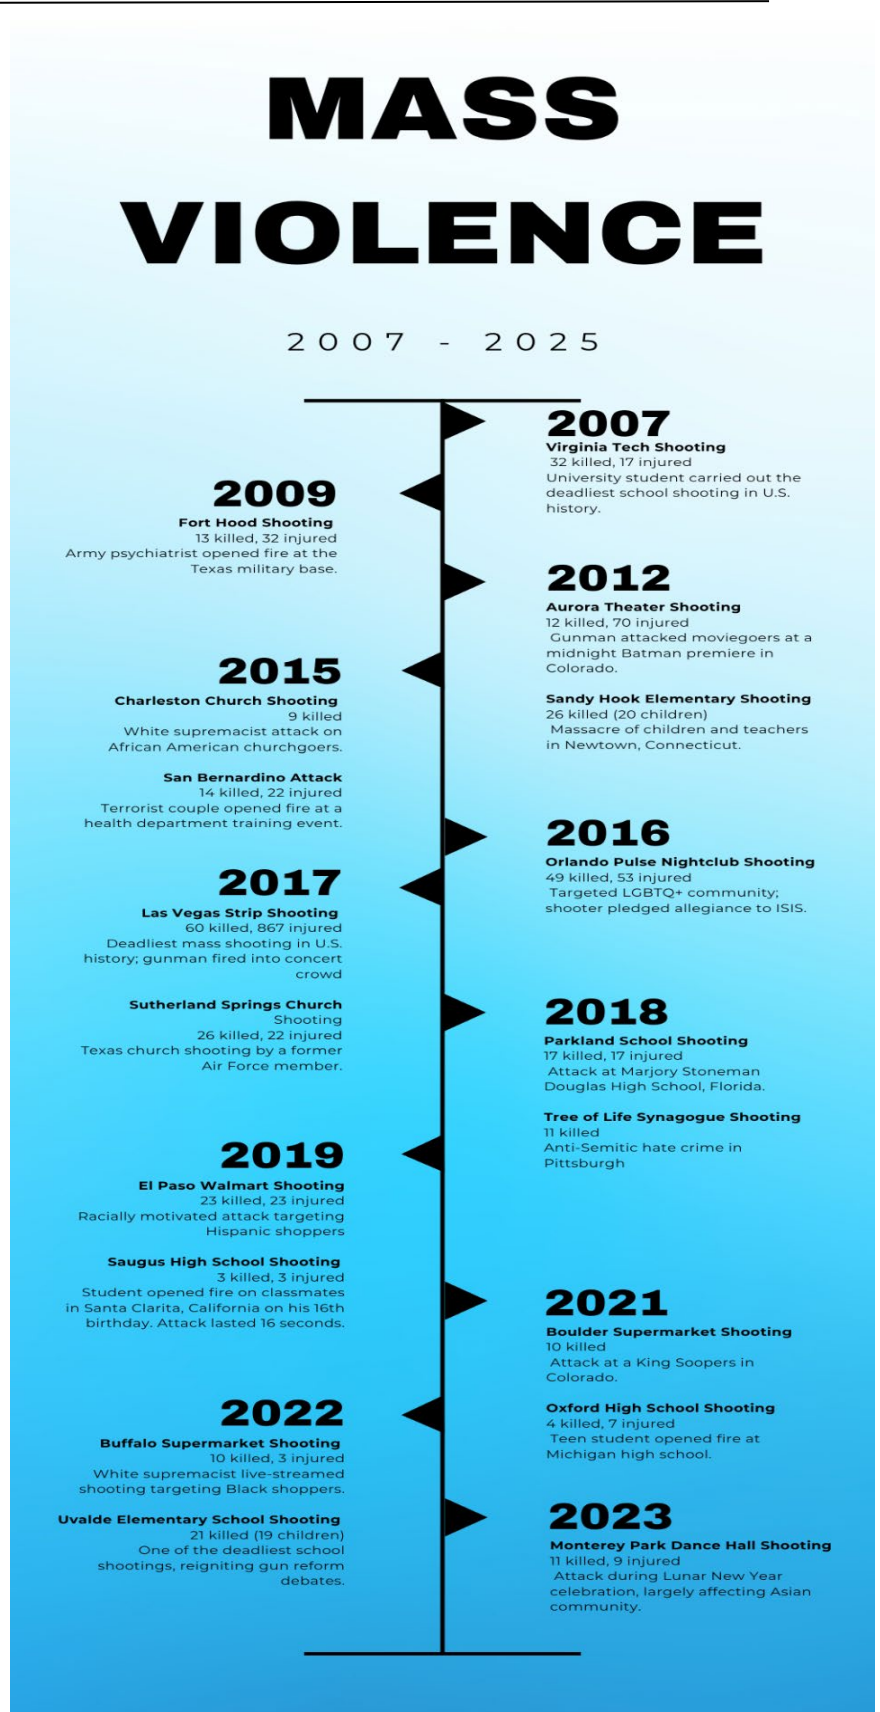 MASS
VIOLENCE
2007 - 2025
2007
Virginia Tech Shooting
32 killed, 17 injured
University student carried out the
deadliest school shooting in U.S.
history.
2009
Fort Hood Shooting
13 killed, 32 injured
Army psychiatrist opened fire at the
Texas military base.
2012
Aurora Theater Shooting
12 killed, 70 injured
Gunman attacked moviegoers at a
midnight Batman premiere in
Colorado.
Sandy Hook Elementary Shooting
26 killed (20 children)
Massacre of children and teachers
in Newtown, Connecticut.
2015
Charleston Church Shooting
9 killed
White supremacist attack on
African American churchgoers.
San Bernardino Attack
14 killed, 22 injured
Terrorist couple opened fire at a
health department training event.
2016
Orlando Pulse Nightclub Shooting
49 killed, 53 injured
Targeted LGBTQ+ community;
shooter pledged allegiance to ISIS.
2017
Las Vegas Strip Shooting
60 killed, 867 injured
Deadliest mass shooting in U.S.
history; gunman fired into concert
crowd
Sutherland Springs Church
Shooting
26 killed, 22 injured
Texas church shooting by a former
Air Force member.
2018
Parkland School Shooting
17 killed, 17 injured
Attack at Marjory Stoneman
Douglas High School, Florida.
Tree of Life Synagogue Shooting
11 killed
Anti-Semitic hate crime in
Pittsburgh
2019
El Paso Walmart Shooting
23 killed, 23 injured
Racially motivated attack targeting
Hispanic shoppers
Saugus High School Shooting
3 killed, 3 injured
Student opened fire on classmates
in Santa Clarita, California on his 16th
birthday. Attack lasted 16 seconds.
2021
Boulder Supermarket Shooting
10 killed
Attack at a King Soopers in
Colorado.
Oxford High School Shooting
4 killed, 7 injured
Teen student opened fire at
Michigan high school.
2022
Buffalo Supermarket Shooting
10 killed, 3 injured
White supremacist live-streamed
shooting targeting Black shoppers.
Uvalde Elementary School Shooting
21 killed (19 children)
One of the deadliest school
shootings, reigniting gun reform
debates.
2023
Monterey Park Dance Hall Shooting
11 killed, 9 injured
Attack during Lunar New Year
celebration, largely affecting Asian
community.